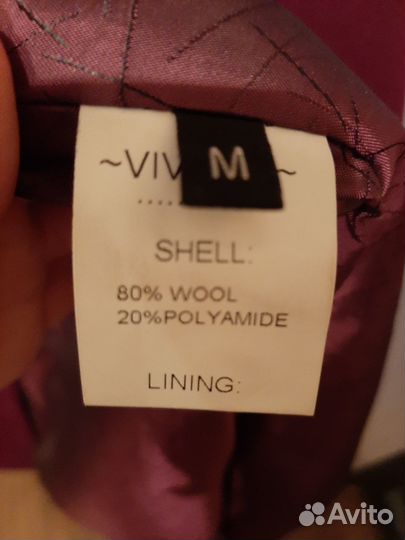 ~VIV
M
~
SHELL:
80% WOOL
20%POLYAMIDE
LINING:
Avito